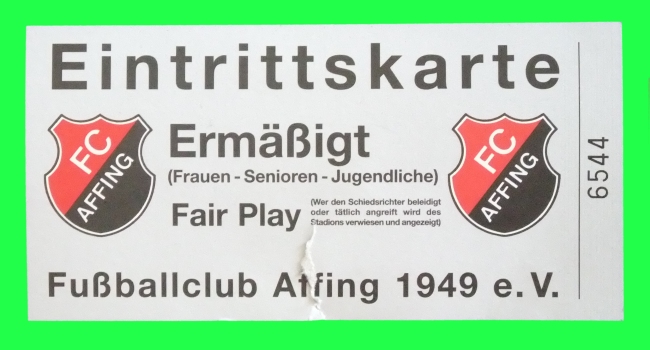 Eintrittskarte
FC
AFFING
Ermäßigt
(Frauen - Senioren - Jugendliche)
Fair Play
(Wer den Schiedsrichter beleidigt
oder tätlich angreift wird des
Stadions verwiesen und angezeigt)
FC
AFFING
Fußballclub Affing 1949 e.V.
6544